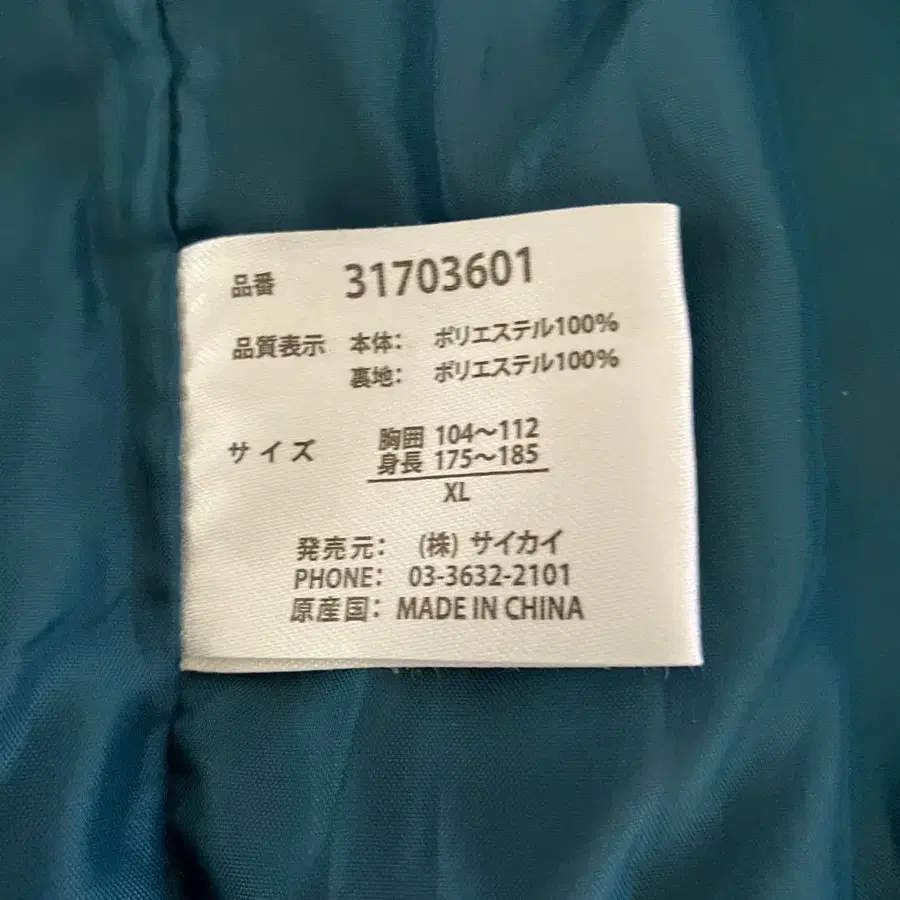 品番 31703601
品質表示 本体: ポリエステル100%
裏地: ポリエステル100%
サイズ 胸囲 104〜112
身長 175〜185
XL
発売元: (株) サイカイ
PHONE: 03-3632-2101
原産国: MADE IN CHINA